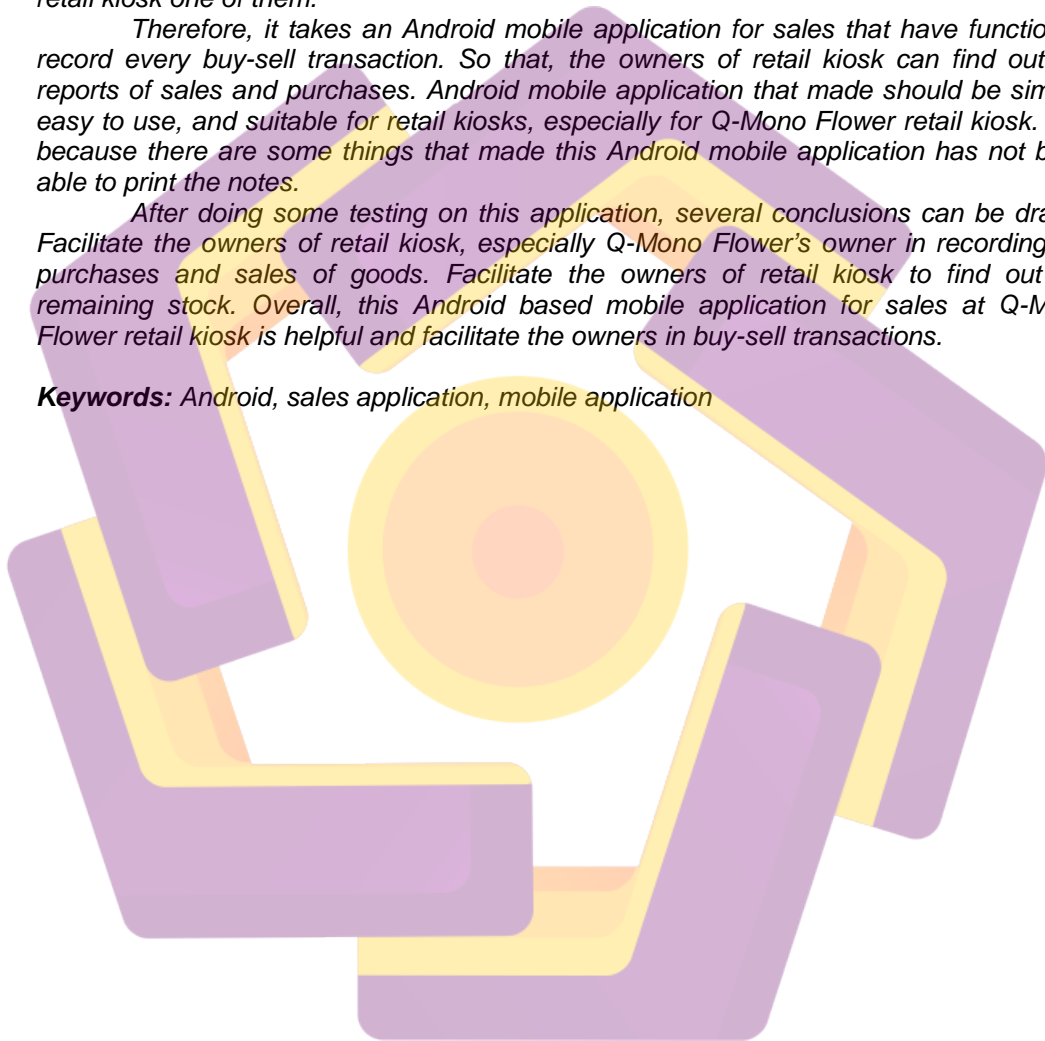 retail kiosk one of them.
Therefore, it takes an Android mobile application for sales that have functio
record every buy-sell transaction. So that, the owners of retail kiosk can find out
reports of sales and purchases. Android mobile application that made should be sim
easy to use, and suitable for retail kiosks, especially for Q-Mono Flower retail kiosk.
because there are some things that made this Android mobile application has not b
able to print the notes.
After doing some testing on this application, several conclusions can be dra
Facilitate the owners of retail kiosk, especially Q-Mono Flower's owner in recording
purchases and sales of goods. Facilitate the owners of retail kiosk to find out
remaining stock. Overall, this Android based mobile application for sales at Q-M
Flower retail kiosk is helpful and facilitate the owners in buy-sell transactions.
Keywords: Android, sales application, mobile application